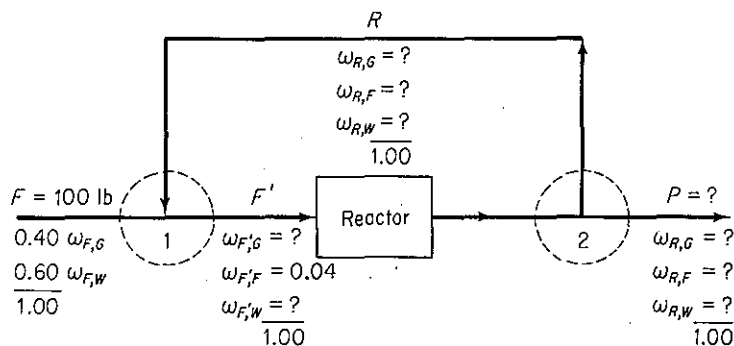 R
ω_{R,G} = ?
ω_{R,F} = ?
ω_{R,W} = ?
1.00
F = 100 lb
0.40 ω_{F,G}
0.60 ω_{F,W}
1.00
1
F'
ω_{F',G} = ?
ω_{F',F} = 0.04
ω_{F',W} = ?
1.00
Reactor
2
P = ?
ω_{R,G} = ?
ω_{R,F} = ?
ω_{R,W} = ?
1.00